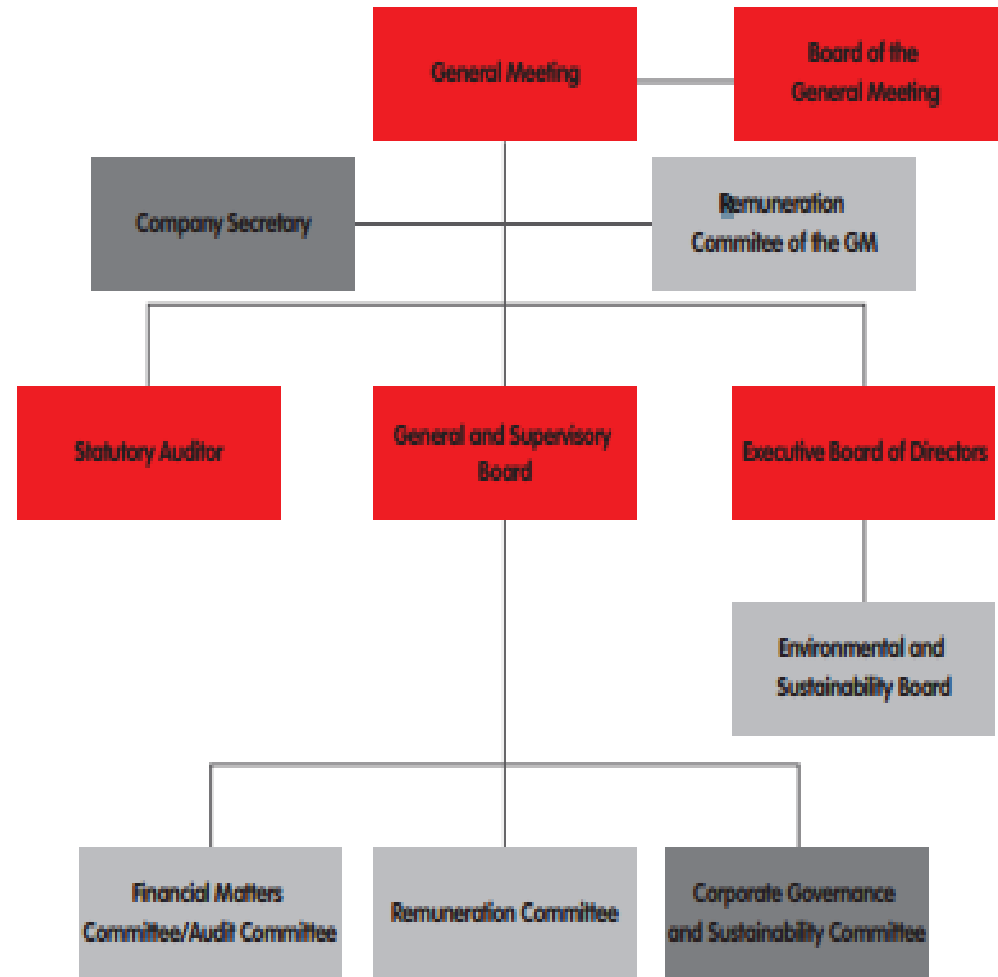 General Meeting
Board of the
General Meeting
Company Secretary
Remuneration
Commitee of the GM
Statutory Auditor
General and Supervisory
Board
Executive Board of Directors
Environmental and
Sustainability Board
Financial Matters
Committee/Audit Committee
Remuneration Committee
Corporate Governance
and Sustainability Committee